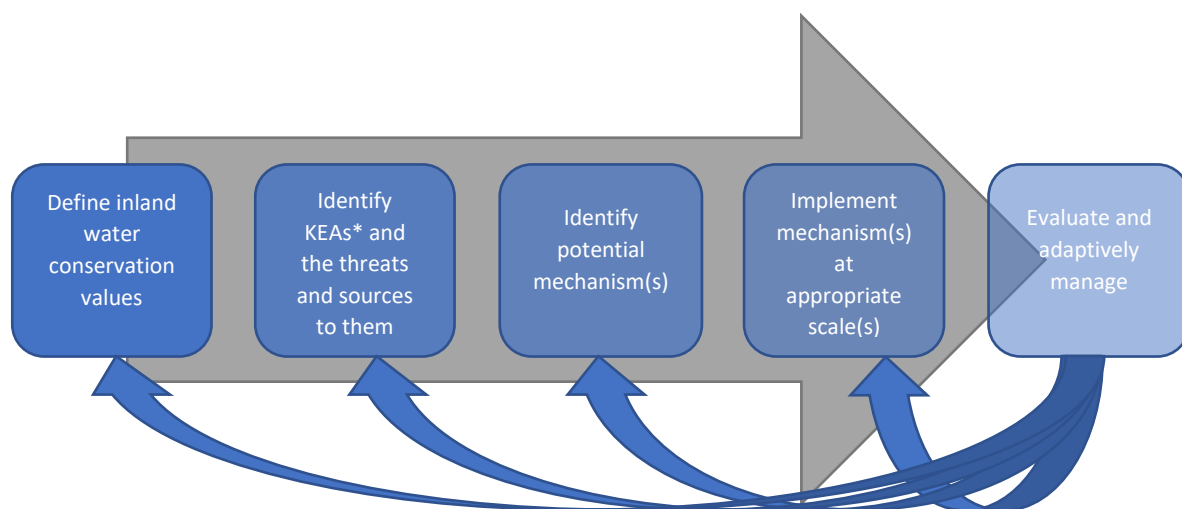 Define inland
water
conservation
values
Identify
KEAs* and
the threats
and sources
to them
Identify
potential
mechanism(s)
Implement
mechanism(s)
at
appropriate
scale(s)
Evaluate and
adaptively
manage